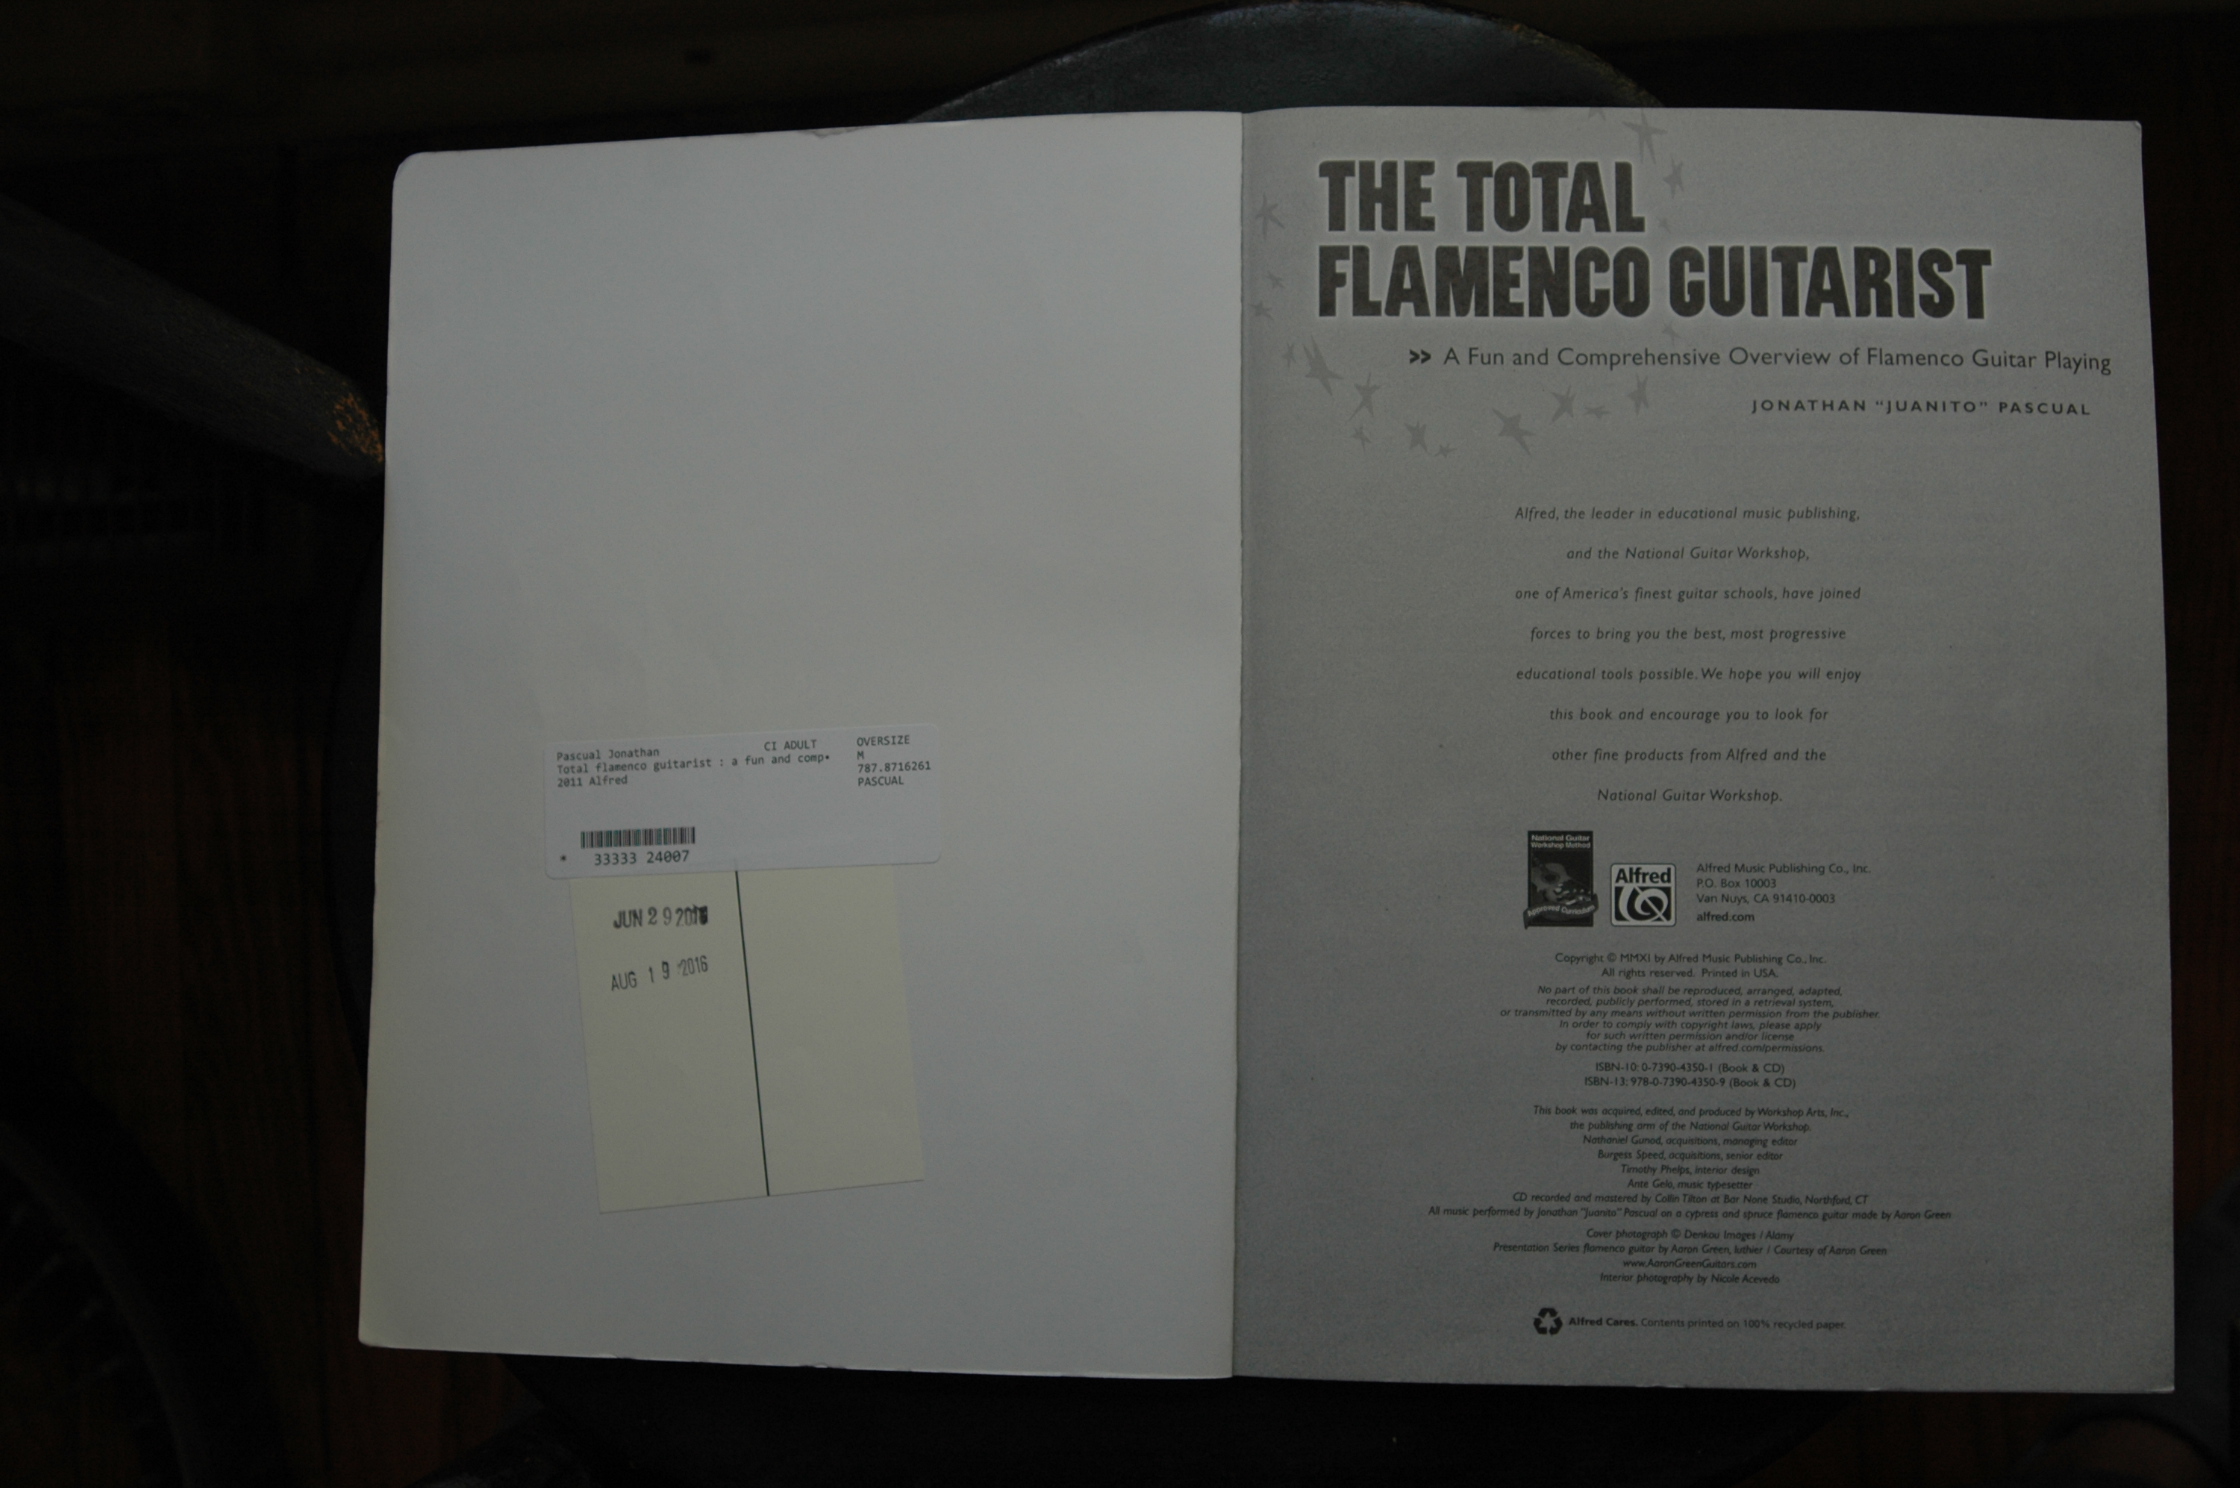 Pascual Jonathan CI ADULT OVERSIZE
Total flamenco guitarist : a fun and comp• M
2011 Alfred 787.8716261
PASCUAL
* 33333 24007
JUN 29
AUG 19 2016
THE TOTAL
FLAMENCO GUITARIST
>> A Fun and Comprehensive Overview of Flamenco Guitar Playing
JONATHAN "JUANITO" PASCUAL
Alfred, the leader in educational music publishing,
and the National Guitar Workshop,
one of America's finest guitar schools, have joined
forces to bring you the best, most progressive
educational tools possible. We hope you will enjoy
this book and encourage you to look for
other fine products from Alfred and the
National Guitar Workshop.
National Guitar
Workshop Method
Approved Curriculum
Alfred
Alfred Music Publishing Co., Inc.
P.O. Box 10003
Van Nuys, CA 91410-0003
alfred.com
Copyright © MMXI by Alfred Music Publishing Co., Inc.
All rights reserved. Printed in USA.
No part of this book shall be reproduced, arranged, adapted,
recorded, publicly performed, stored in a retrieval system,
or transmitted by any means without written permission from the publisher.
In order to comply with copyright laws, please apply
for such written permission and/or license
by contacting the publisher at alfred.com/permissions.
ISBN-10: 0-7390-4350-1 (Book & CD)
ISBN-13: 978-0-7390-4350-9 (Book & CD)
This book was acquired, edited, and produced by Workshop Arts, Inc.,
the publishing arm of the National Guitar Workshop.
Nathaniel Gunod, acquisitions, managing editor
Burgess Speed, acquisitions, senior editor
Timothy Phelps, interior design
Ante Gelo, music typesetter
CD recorded and mastered by Collin Tilton at Bar None Studio, Northford, CT
All music performed by Jonathan "Juanito" Pascual on a cypress and spruce flamenco guitar made by Aaron Green
Cover photograph © Denkou Images / Alamy
Presentation Series flamenco guitar by Aaron Green, luthier / Courtesy of Aaron Green
www.AaronGreenGuitars.com
Interior photography by Nicole Acevedo
Alfred Cares. Contents printed on 100% recycled paper.